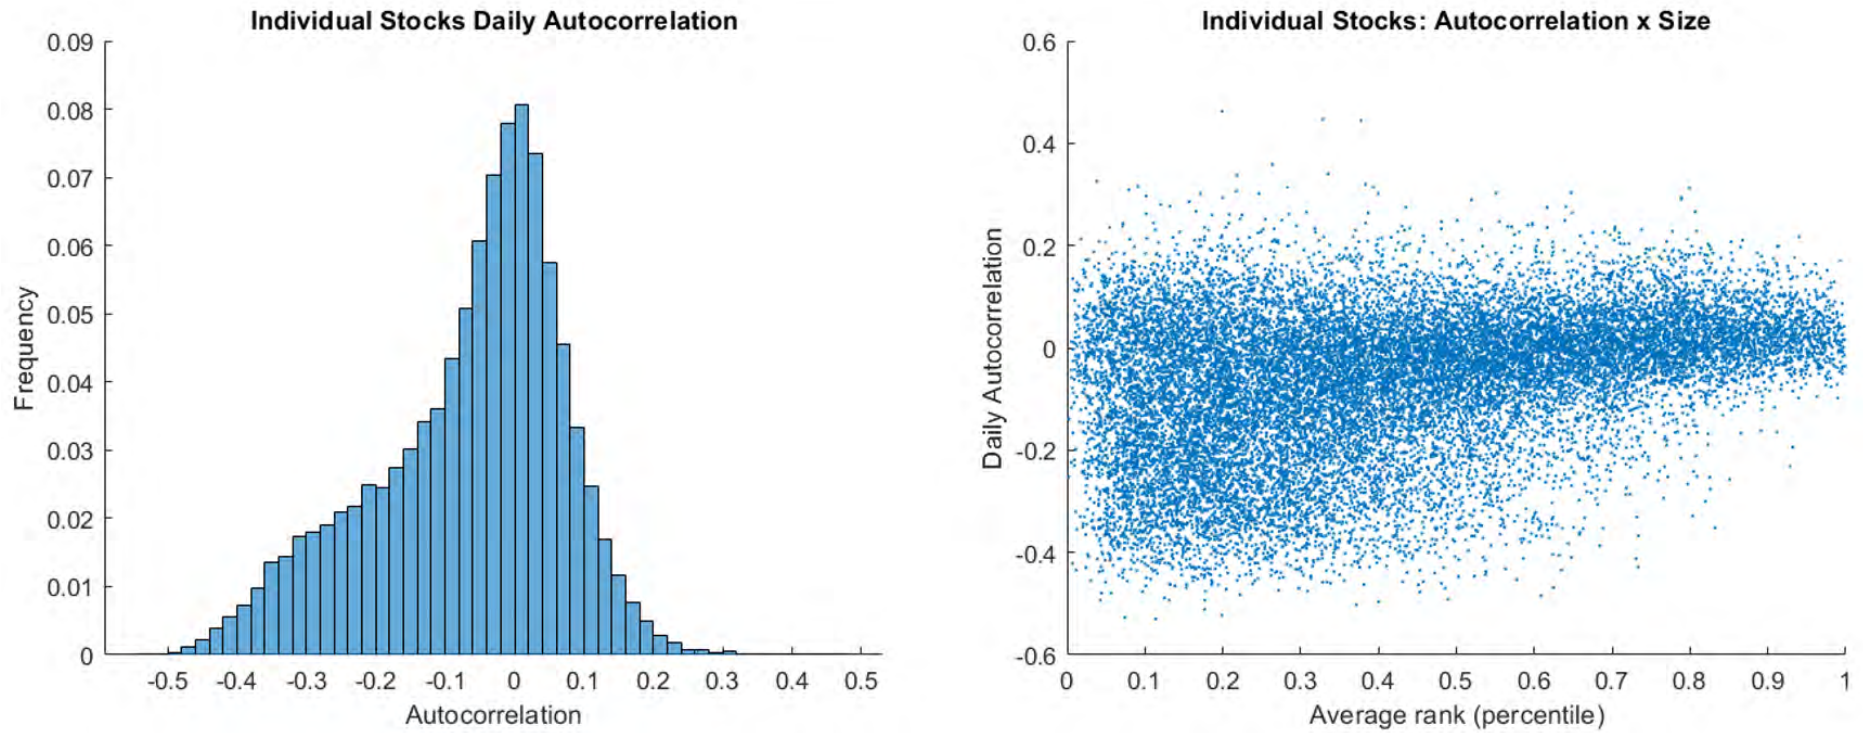 Individual Stocks Daily Autocorrelation
0.09
0.08
0.07
0.06
0.05
0.04
0.03
0.02
0.01
0
Frequency
-0.5 -0.4 -0.3 -0.2 -0.1 0 0.1 0.2 0.3 0.4 0.5
Autocorrelation
Individual Stocks: Autocorrelation x Size
0.6
0.4
0.2
0
-0.2
-0.4
-0.6
Daily Autocorrelation
0 0.1 0.2 0.3 0.4 0.5 0.6 0.7 0.8 0.9 1
Average rank (percentile)